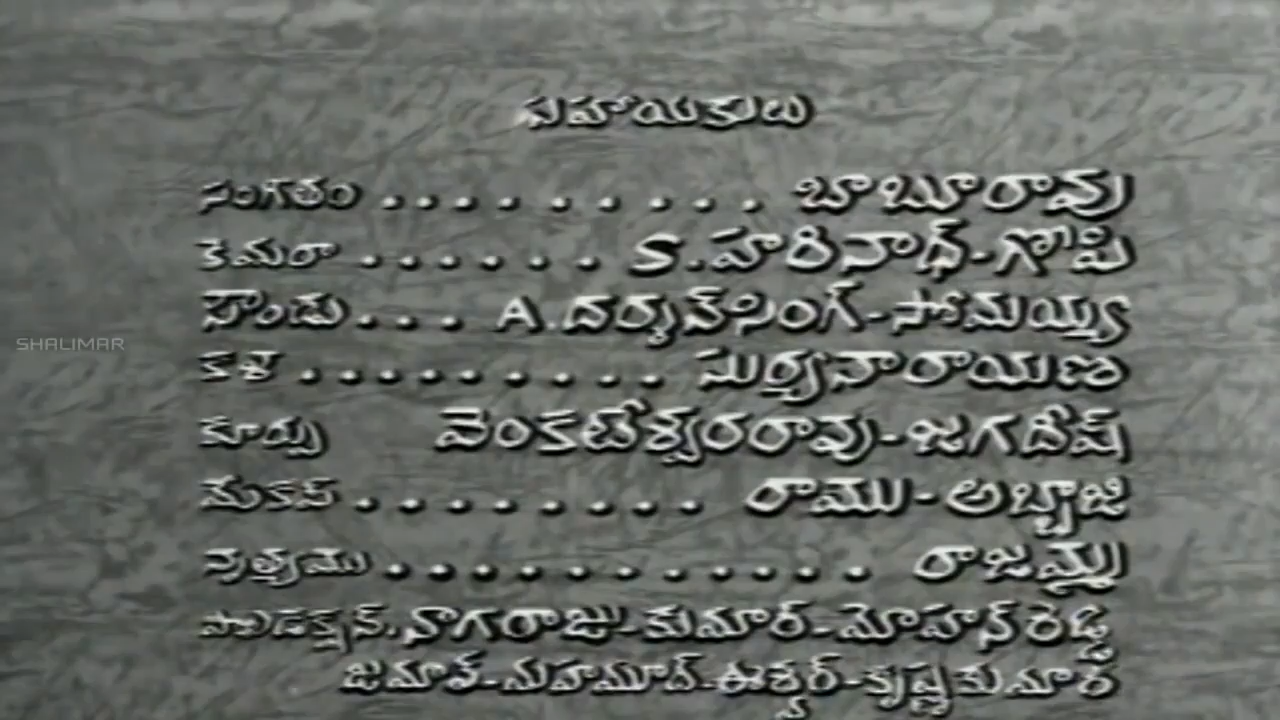 సహాయకులు
సంగీతం .......... బాబూరావు
కెమెరా ...... S.హరినాథ్-గోపి
సౌండు... A.దర్శన్‌సింగ్-సోమయ్య
SHALIMAR
కళ .......... సుర్యనారాయణ
కూర్పు వెంకటేశ్వరరావు-జగదీష్
మేకప్ ......... రాము-అబ్బాజి
నృత్యము ........... రాజమ్మ
ప్రొడక్షన్. నాగరాజు-కుమార్-మోహన్ రెడ్డి
జమాల్-మహమూద్-ఈశ్వర్-కృష్ణకుమార్